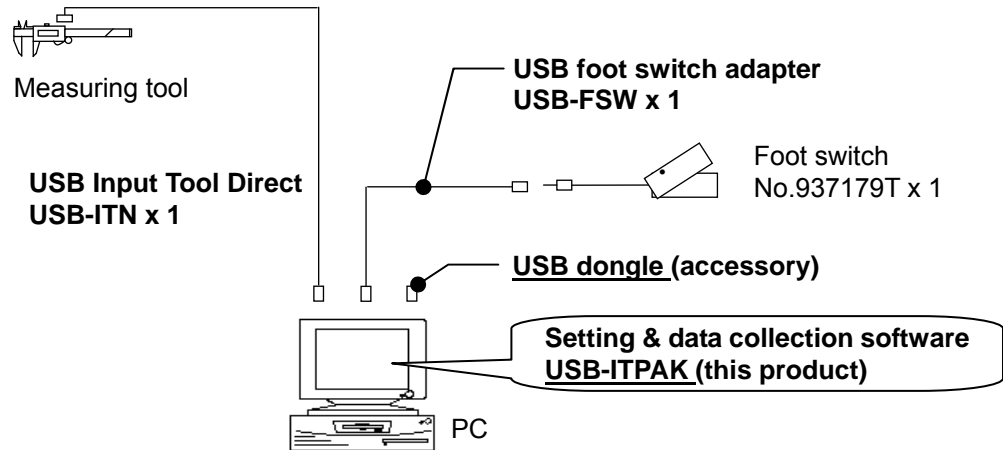 Measuring tool
USB foot switch adapter
USB-FSW x 1
Foot switch
No.937179T x 1
USB Input Tool Direct
USB-ITN x 1
USB dongle (accessory)
Setting & data collection software
USB-ITPAK (this product)
PC